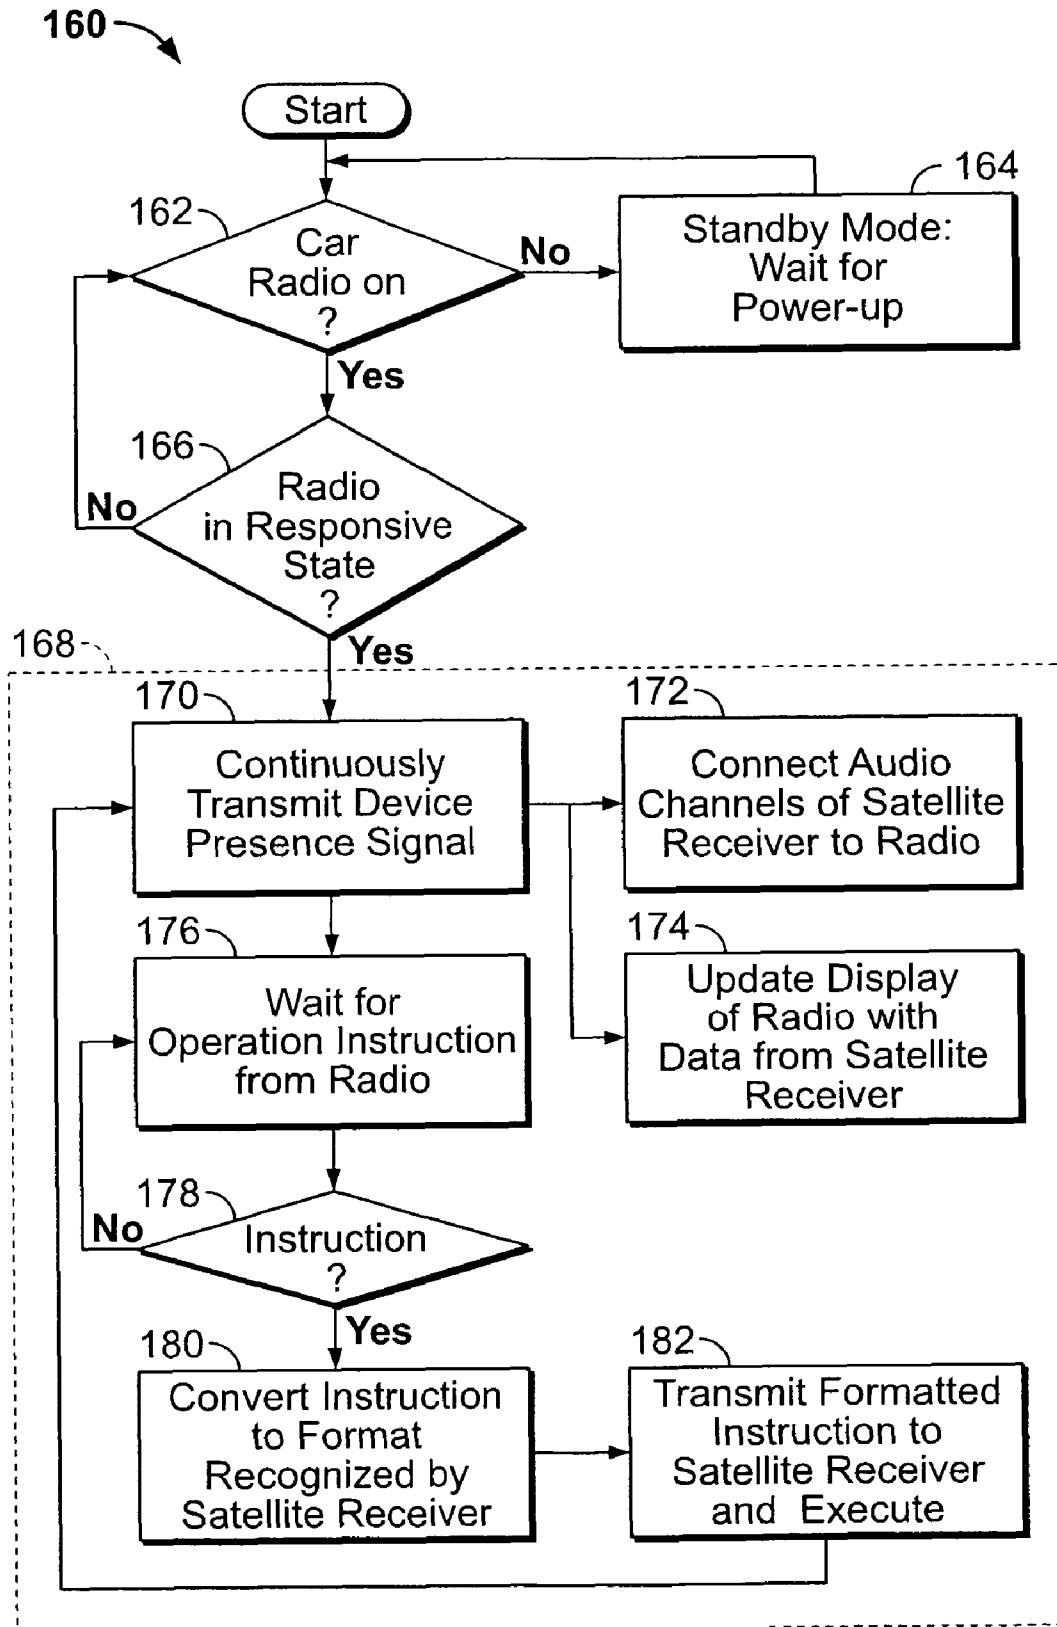 160
Start
162
Car
Radio on
?
No
164
Standby Mode:
Wait for
Power-up
Yes
166
Radio
in Responsive
State
?
No
Yes
168
170
Continuously
Transmit Device
Presence Signal
172
Connect Audio
Channels of Satellite
Receiver to Radio
174
Update Display
of Radio with
Data from Satellite
Receiver
176
Wait for
Operation Instruction
from Radio
178
Instruction
?
No
Yes
180
Convert Instruction
to Format
Recognized by
Satellite Receiver
182
Transmit Formatted
Instruction to
Satellite Receiver
and Execute